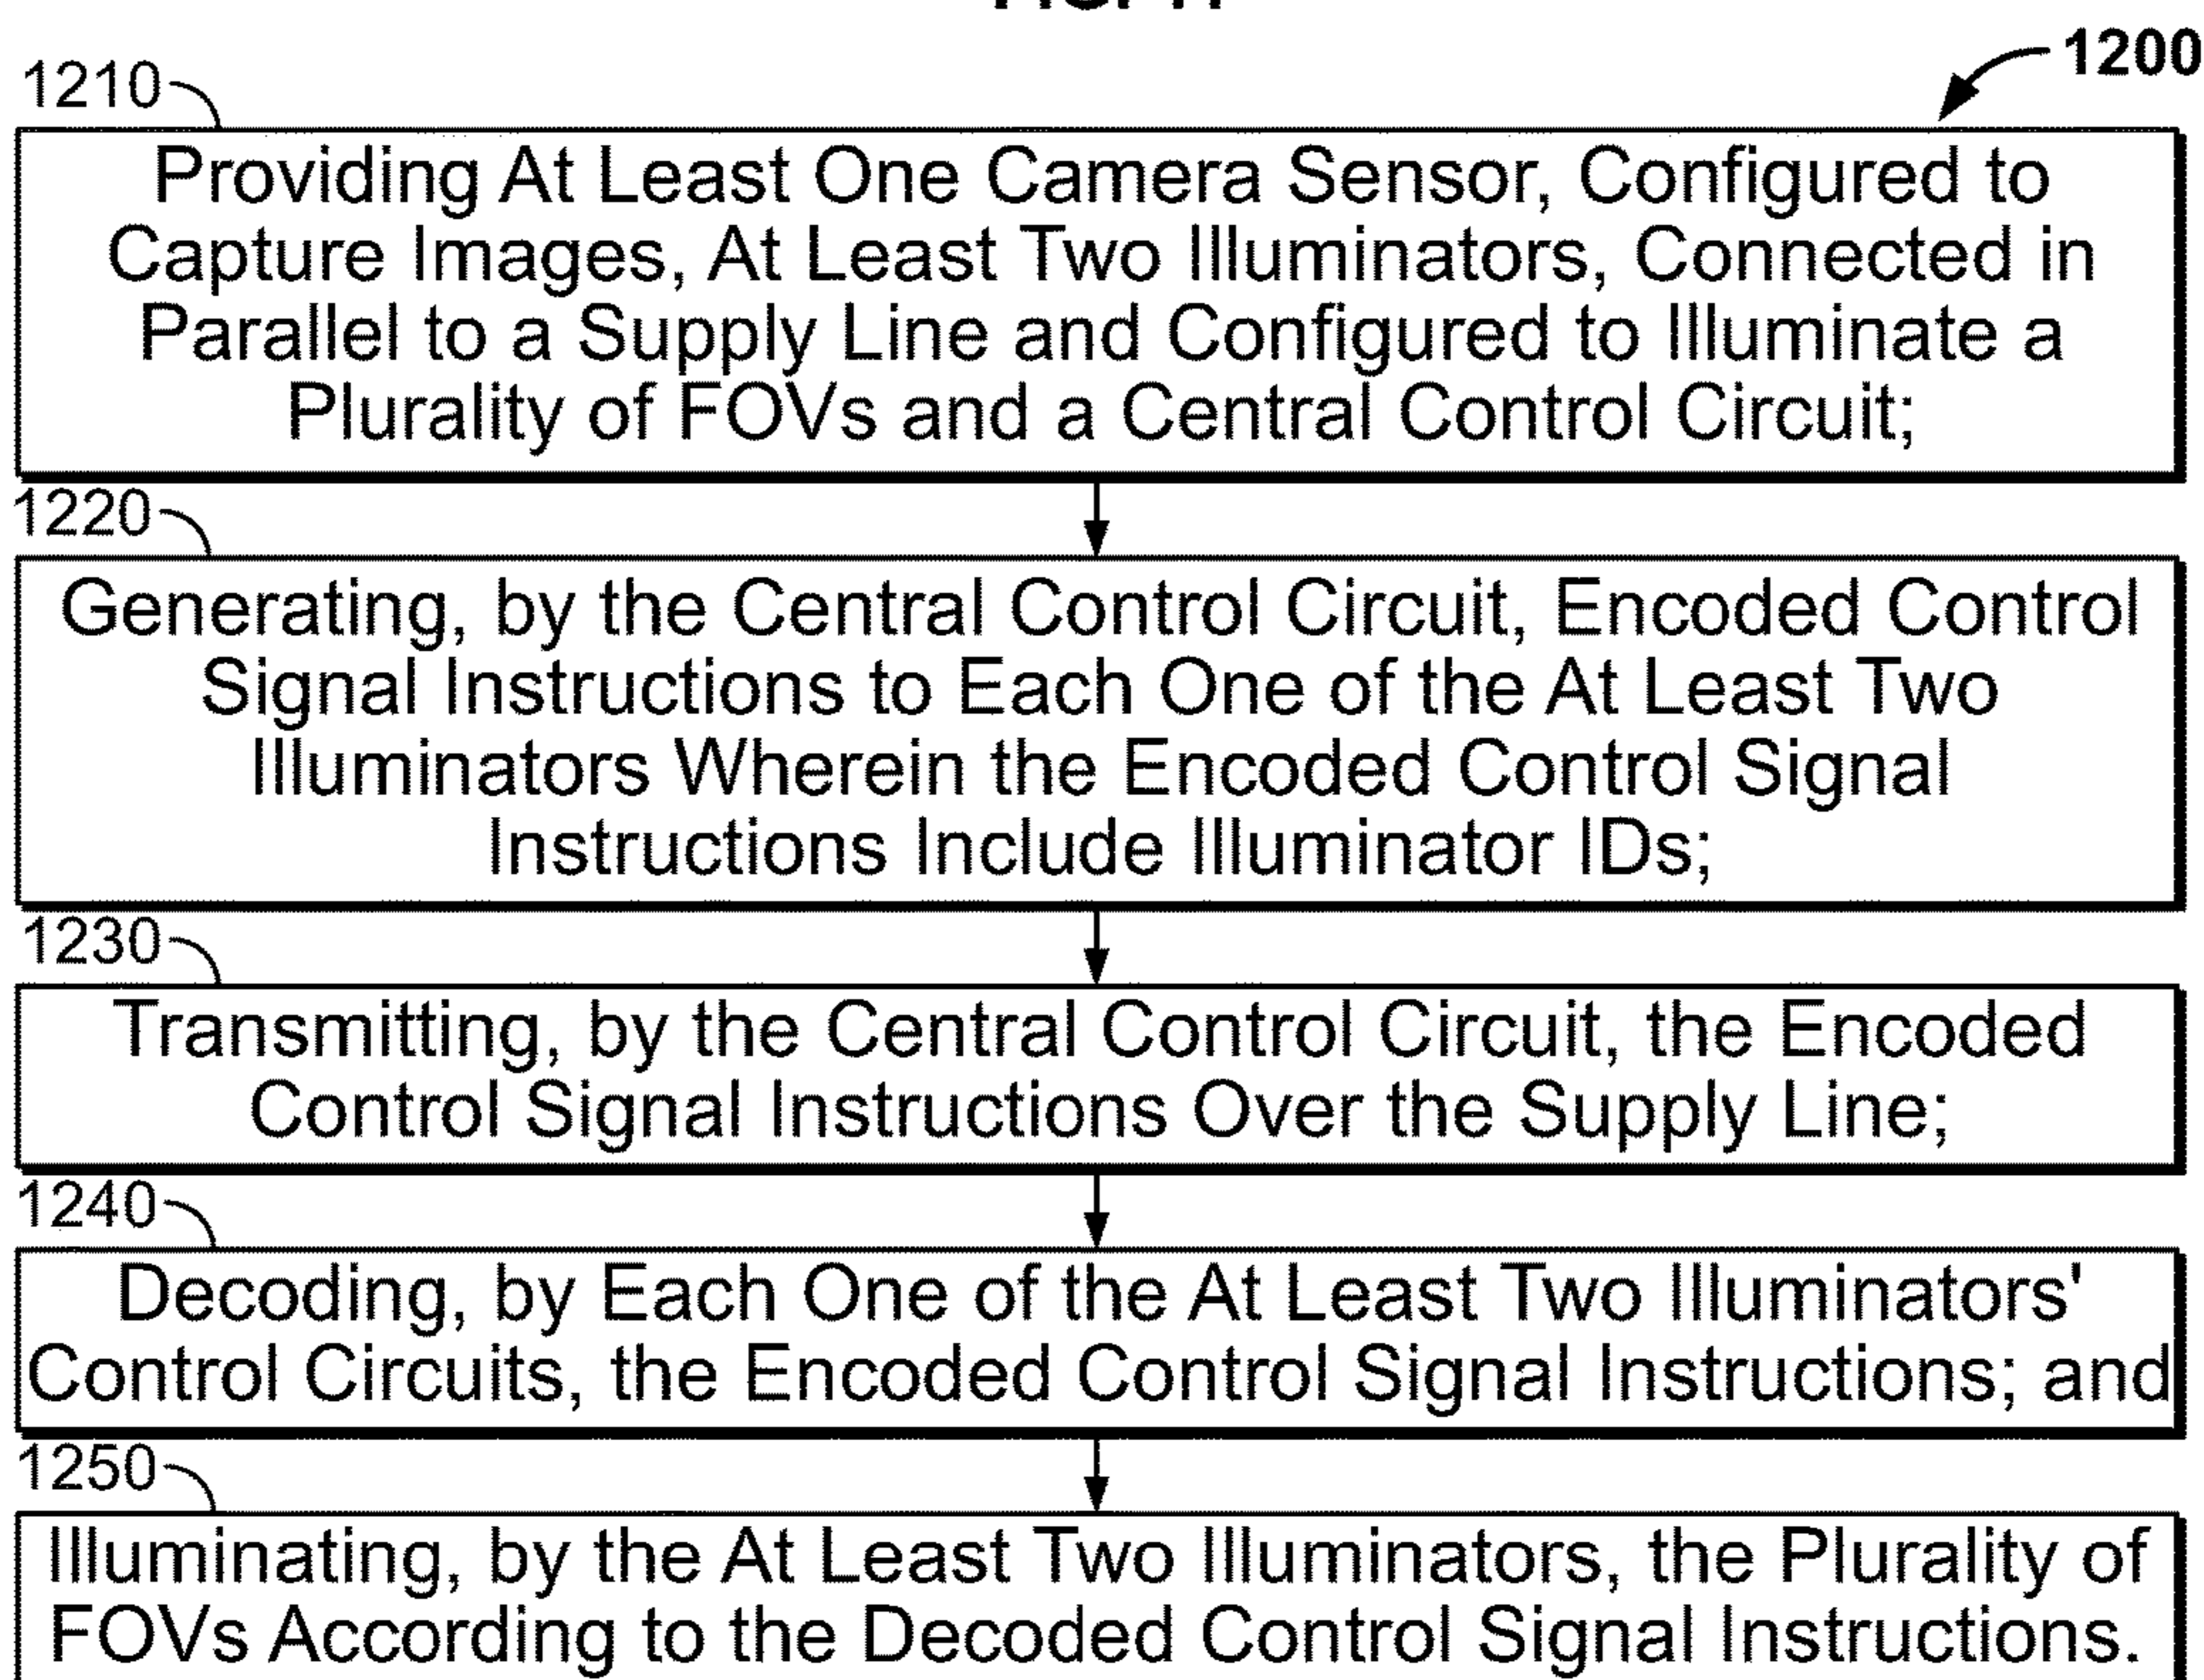 1200
1210
Providing At Least One Camera Sensor, Configured to
Capture Images, At Least Two Illuminators, Connected in
Parallel to a Supply Line and Configured to Illuminate a
Plurality of FOVs and a Central Control Circuit;
1220
Generating, by the Central Control Circuit, Encoded Control
Signal Instructions to Each One of the At Least Two
Illuminators Wherein the Encoded Control Signal
Instructions Include Illuminator IDs;
1230
Transmitting, by the Central Control Circuit, the Encoded
Control Signal Instructions Over the Supply Line;
1240
Decoding, by Each One of the At Least Two Illuminators'
Control Circuits, the Encoded Control Signal Instructions; and
1250
Illuminating, by the At Least Two Illuminators, the Plurality of
FOVs According to the Decoded Control Signal Instructions.